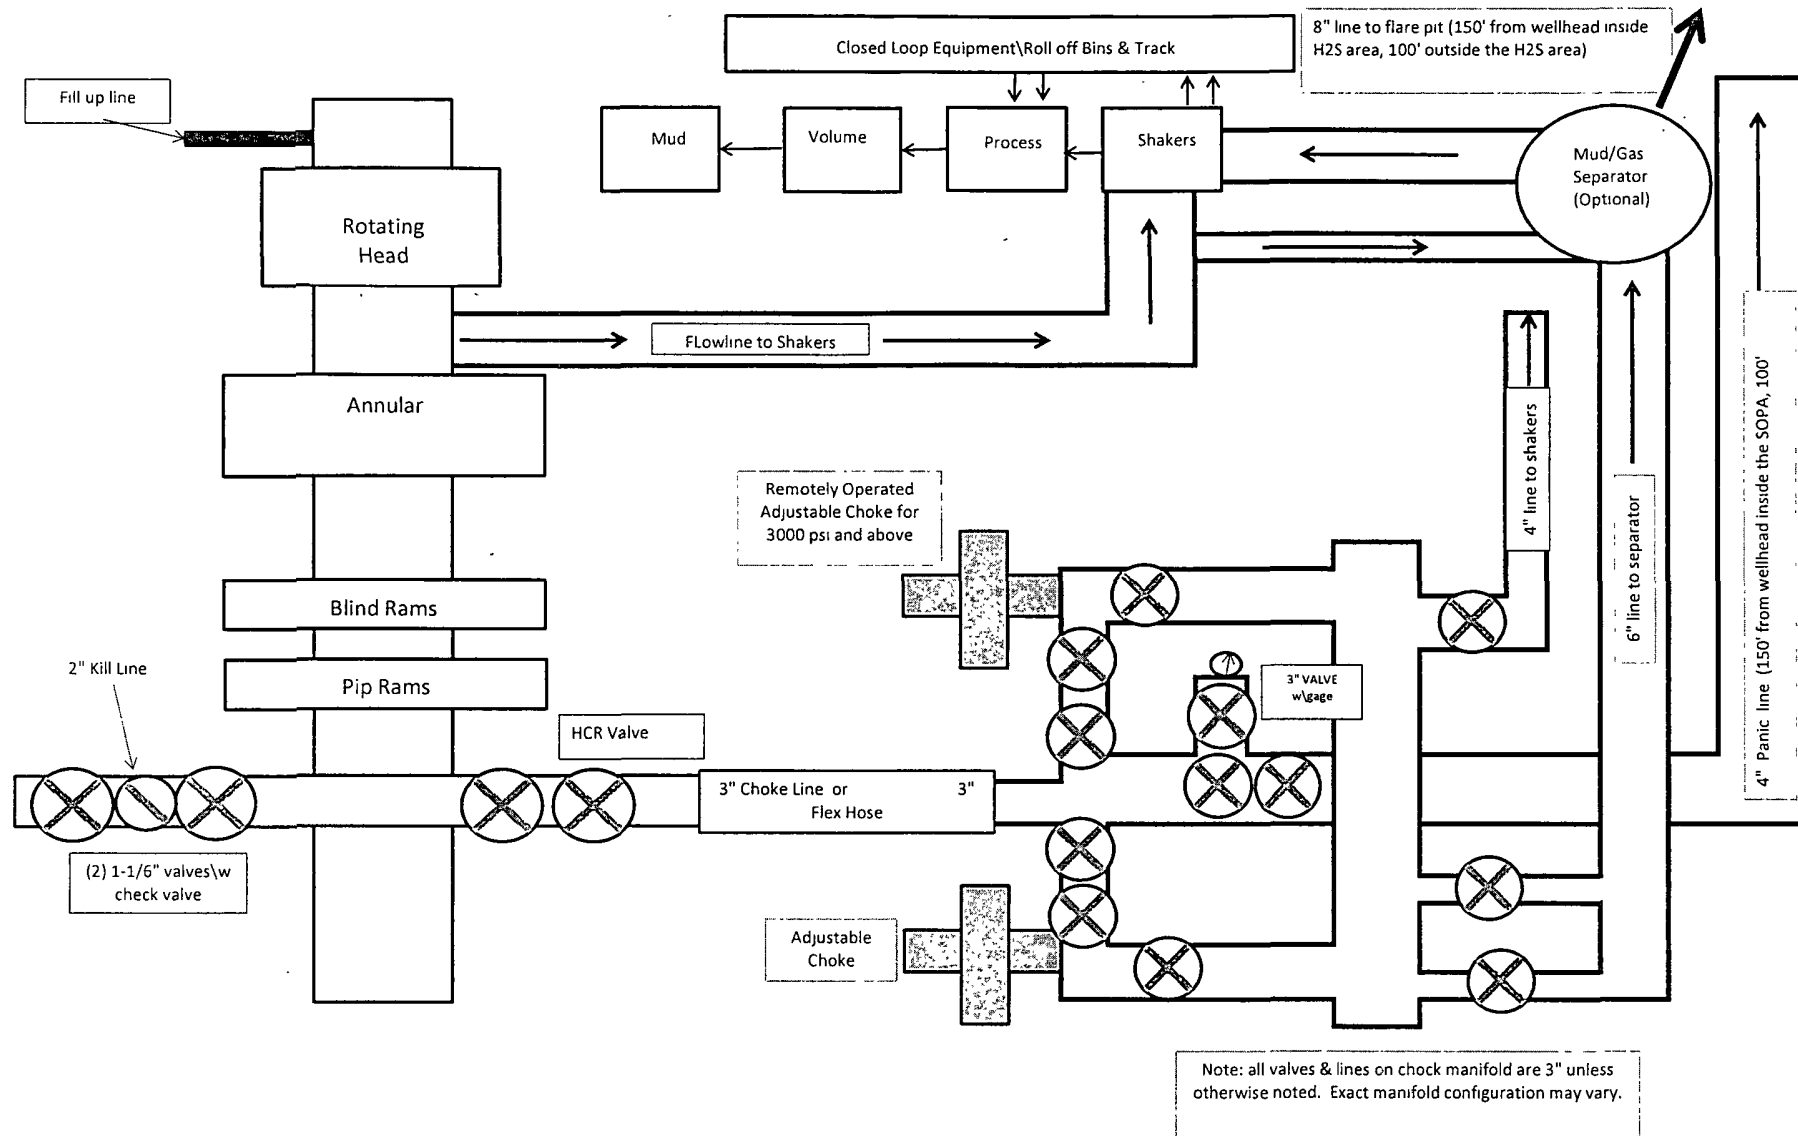 Closed Loop Equipment\Roll off Bins & Track
8" line to flare pit (150' from wellhead inside
H2S area, 100' outside the H2S area)
Fill up line
Mud
Volume
Process
Shakers
Mud/Gas
Separator
(Optional)
Rotating
Head
FLowline to Shakers
Annular
Remotely Operated
Adjustable Choke for
3000 psi and above
4" line to shakers
6" line to separator
4" Panic line (150' from wellhead inside the SOPA, 100'
Blind Rams
2" Kill Line
Pip Rams
3" VALVE
w\gage
HCR Valve
3" Choke Line or 3"
Flex Hose
(2) 1-1/6" valves\w
check valve
Adjustable
Choke
Note: all valves & lines on chock manifold are 3" unless
otherwise noted. Exact manifold configuration may vary.